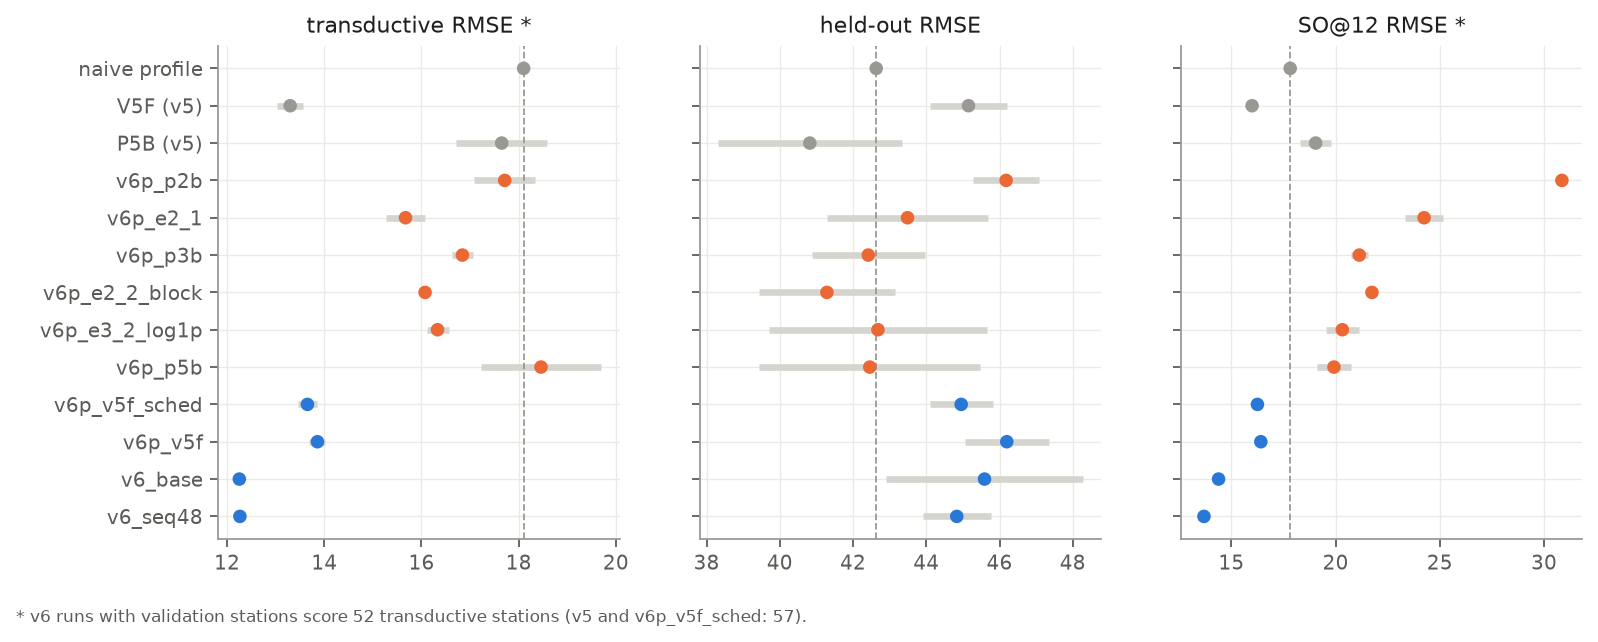 transductive RMSE *
held-out RMSE
SO@12 RMSE *
naive profile
V5F (v5)
P5B (v5)
v6p_p2b
v6p_e2_1
v6p_p3b
v6p_e2_2_block
v6p_e3_2_log1p
v6p_p5b
v6p_v5f_sched
v6p_v5f
v6_base
v6_seq48
12 14 16 18 20
38 40 42 44 46 48
15 20 25 30
* v6 runs with validation stations score 52 transductive stations (v5 and v6p_v5f_sched: 57).